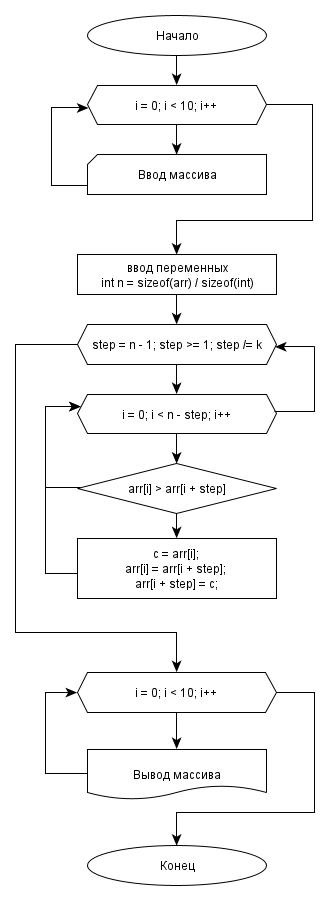 Начало
i = 0; i < 10; i++
Ввод массива
ввод переменных
int n = sizeof(arr) / sizeof(int)
step = n - 1; step >= 1; step /= k
i = 0; i < n - step; i++
arr[i] > arr[i + step]
c = arr[i];
arr[i] = arr[i + step];
arr[i + step] = c;
i = 0; i < 10; i++
Вывод массива
Конец